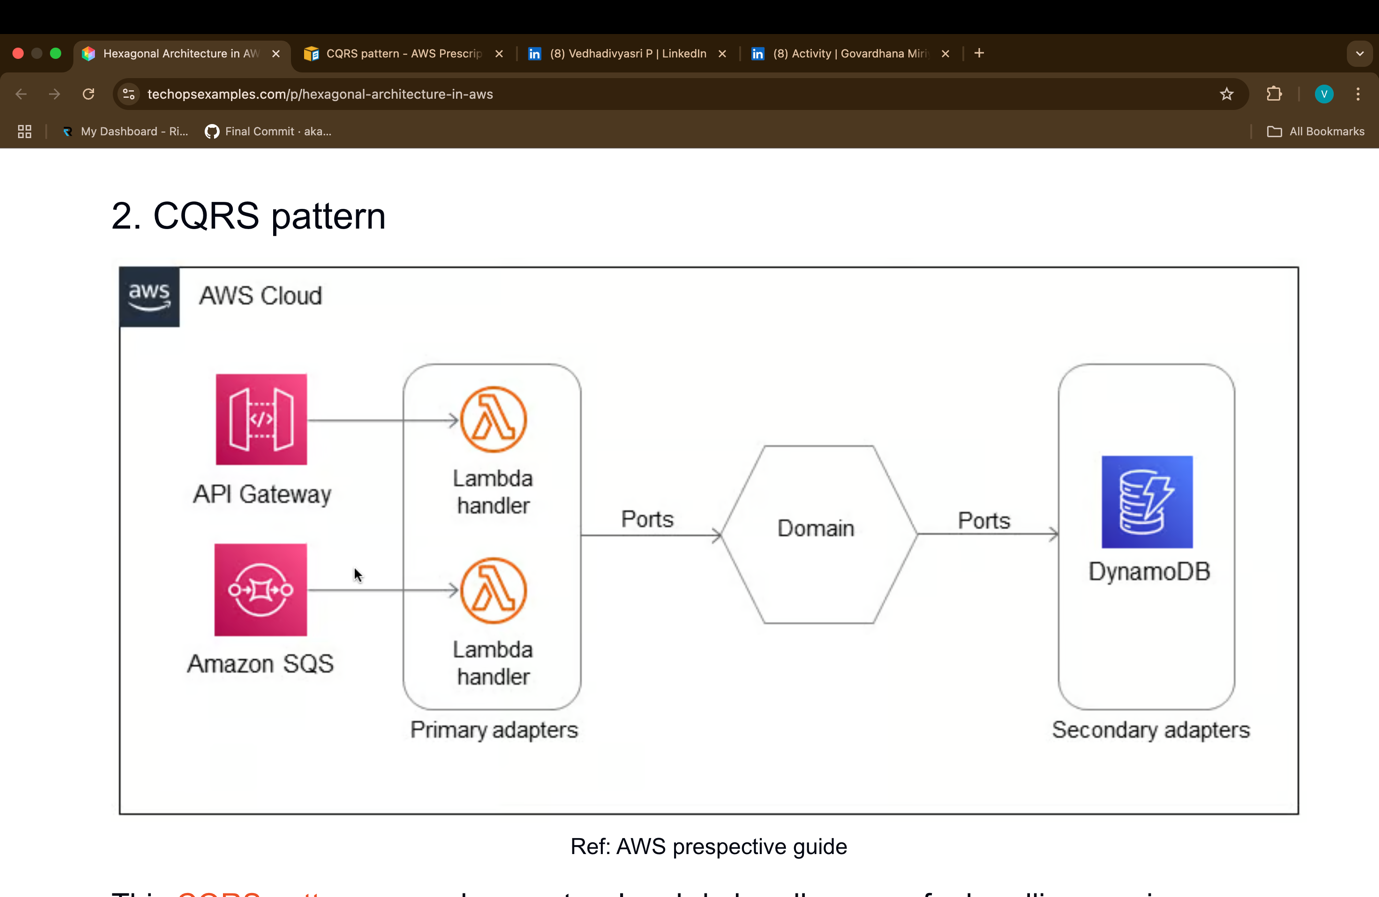 Hexagonal Architecture in AW
CQRS pattern - AWS Prescrip
(8) Vedhadivyasri P | LinkedIn
(8) Activity | Govardhana Miri
techopsexamples.com/p/hexagonal-architecture-in-aws
V
My Dashboard - Ri...
Final Commit · aka...
All Bookmarks
2. CQRS pattern
aws
AWS Cloud
API Gateway
Lambda
handler
Amazon SQS
Lambda
handler
Primary adapters
Ports
Domain
Ports
DynamoDB
Secondary adapters
Ref: AWS prespective guide